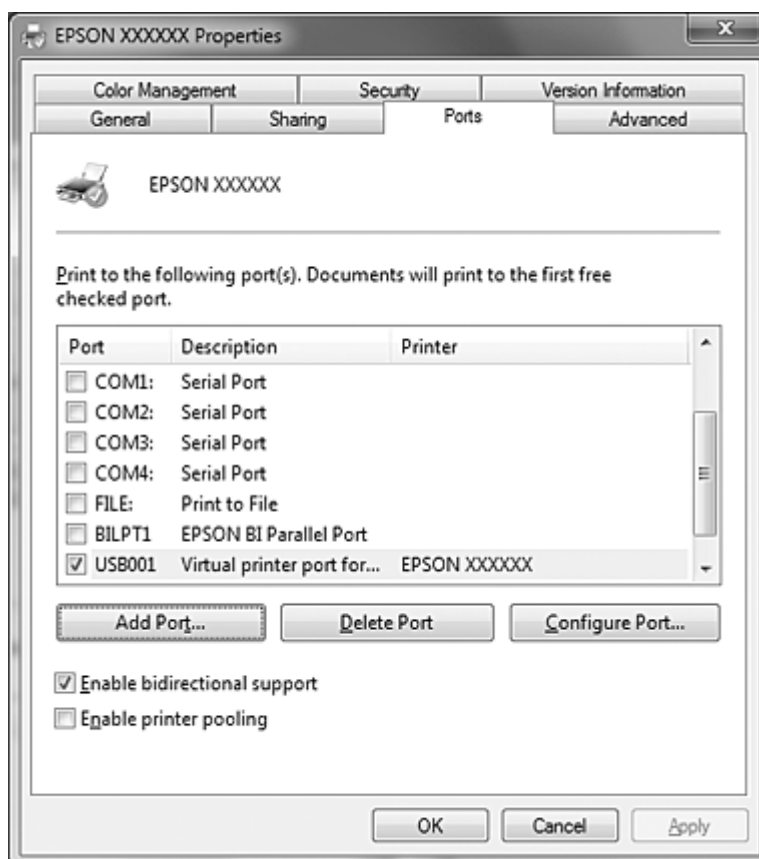 EPSON XXXXXX Properties
Color Management Security Version Information
General Sharing Ports Advanced
EPSON XXXXXX
Print to the following port(s). Documents will print to the first free
checked port.
Port Description Printer
COM1: Serial Port
COM2: Serial Port
COM3: Serial Port
COM4: Serial Port
FILE: Print to File
BILPT1 EPSON BI Parallel Port
USB001 Virtual printer port for... EPSON XXXXXX
Add Port... Delete Port Configure Port...
Enable bidirectional support
Enable printer pooling
OK Cancel Apply